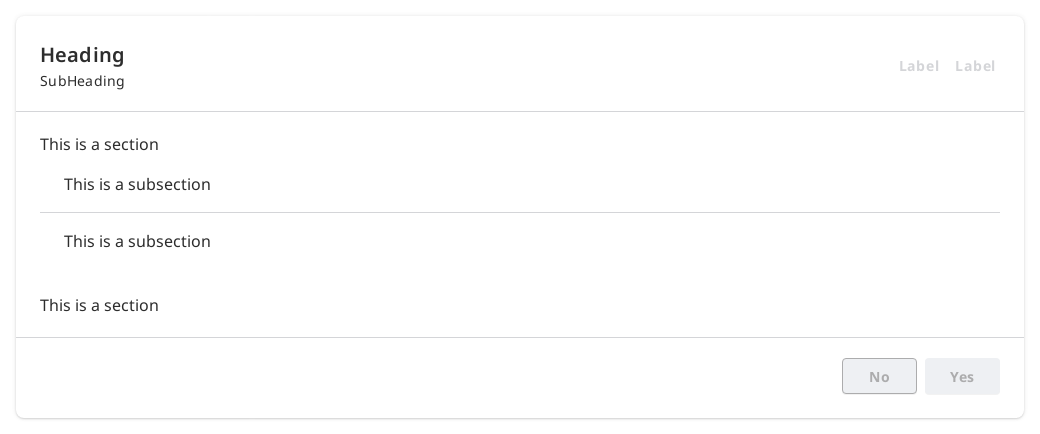 Heading
SubHeading
Label Label
This is a section
This is a subsection
This is a subsection
This is a section
No Yes